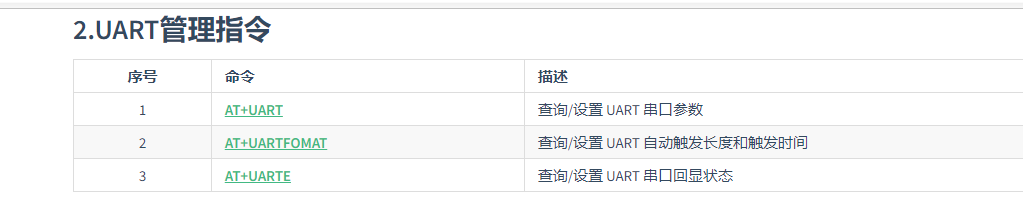 2.UART管理指令
序号 命令 描述
1 AT+UART 查询/设置 UART 串口参数
2 AT+UARTFOMAT 查询/设置 UART 自动触发长度和触发时间
3 AT+UARTE 查询/设置 UART 串口回显状态